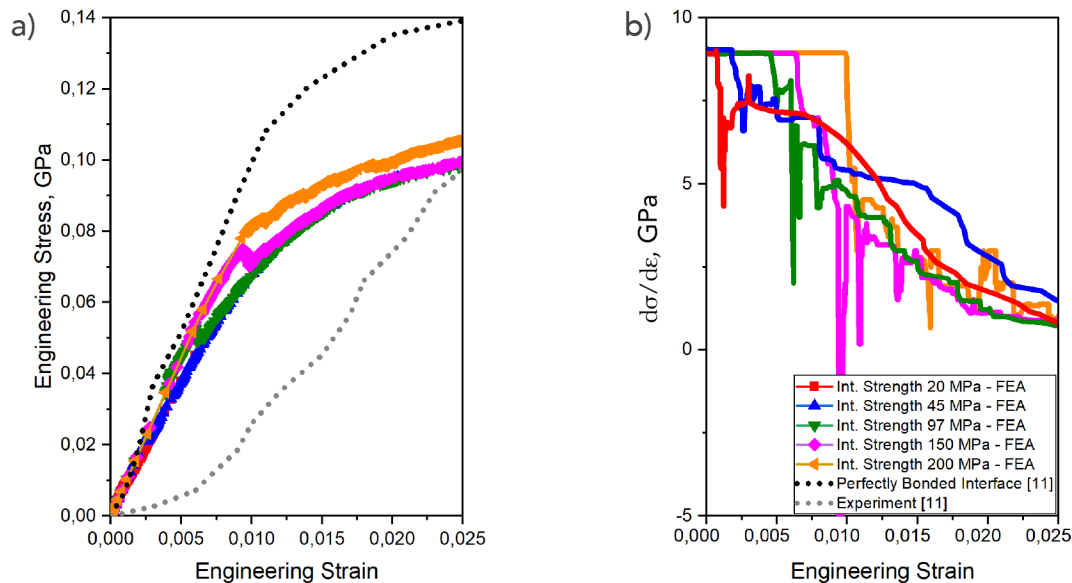 a)
0,14
0,12
0,10
0,08
0,06
0,04
0,02
0,00
Engineering Stress, GPa
0,000 0,005 0,010 0,015 0,020 0,025
Engineering Strain
b)
10
5
0
-5
dσ/ dε, GPa
Int. Strength 20 MPa - FEA
Int. Strength 45 MPa - FEA
Int. Strength 97 MPa - FEA
Int. Strength 150 MPa - FEA
Int. Strength 200 MPa - FEA
Perfectly Bonded Interface [11]
Experiment [11]
0,000 0,005 0,010 0,015 0,020 0,025
Engineering Strain